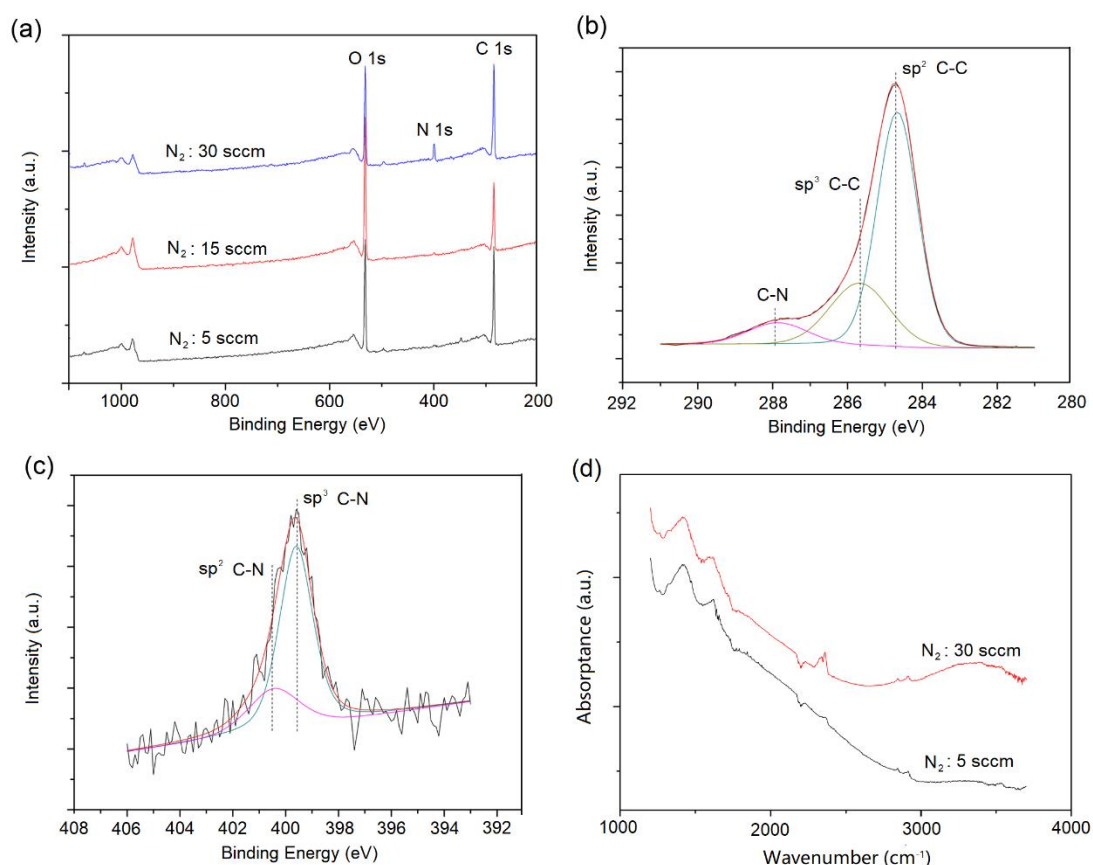 (a)
O 1s
C 1s
N 1s
N₂: 30 sccm
N₂: 15 sccm
N₂: 5 sccm
Intensity (a.u.)
1000 800 600 400 200
Binding Energy (eV)
(b)
sp² C-C
sp³ C-C
C-N
Intensity (a.u.)
292 290 288 286 284 282 280
Binding Energy (eV)
(c)
sp³ C-N
sp² C-N
Intensity (a.u.)
408 406 404 402 400 398 396 394 392
Binding Energy (eV)
(d)
N₂: 30 sccm
N₂: 5 sccm
Absorptance (a.u.)
1000 2000 3000 4000
Wavenumber (cm⁻¹)